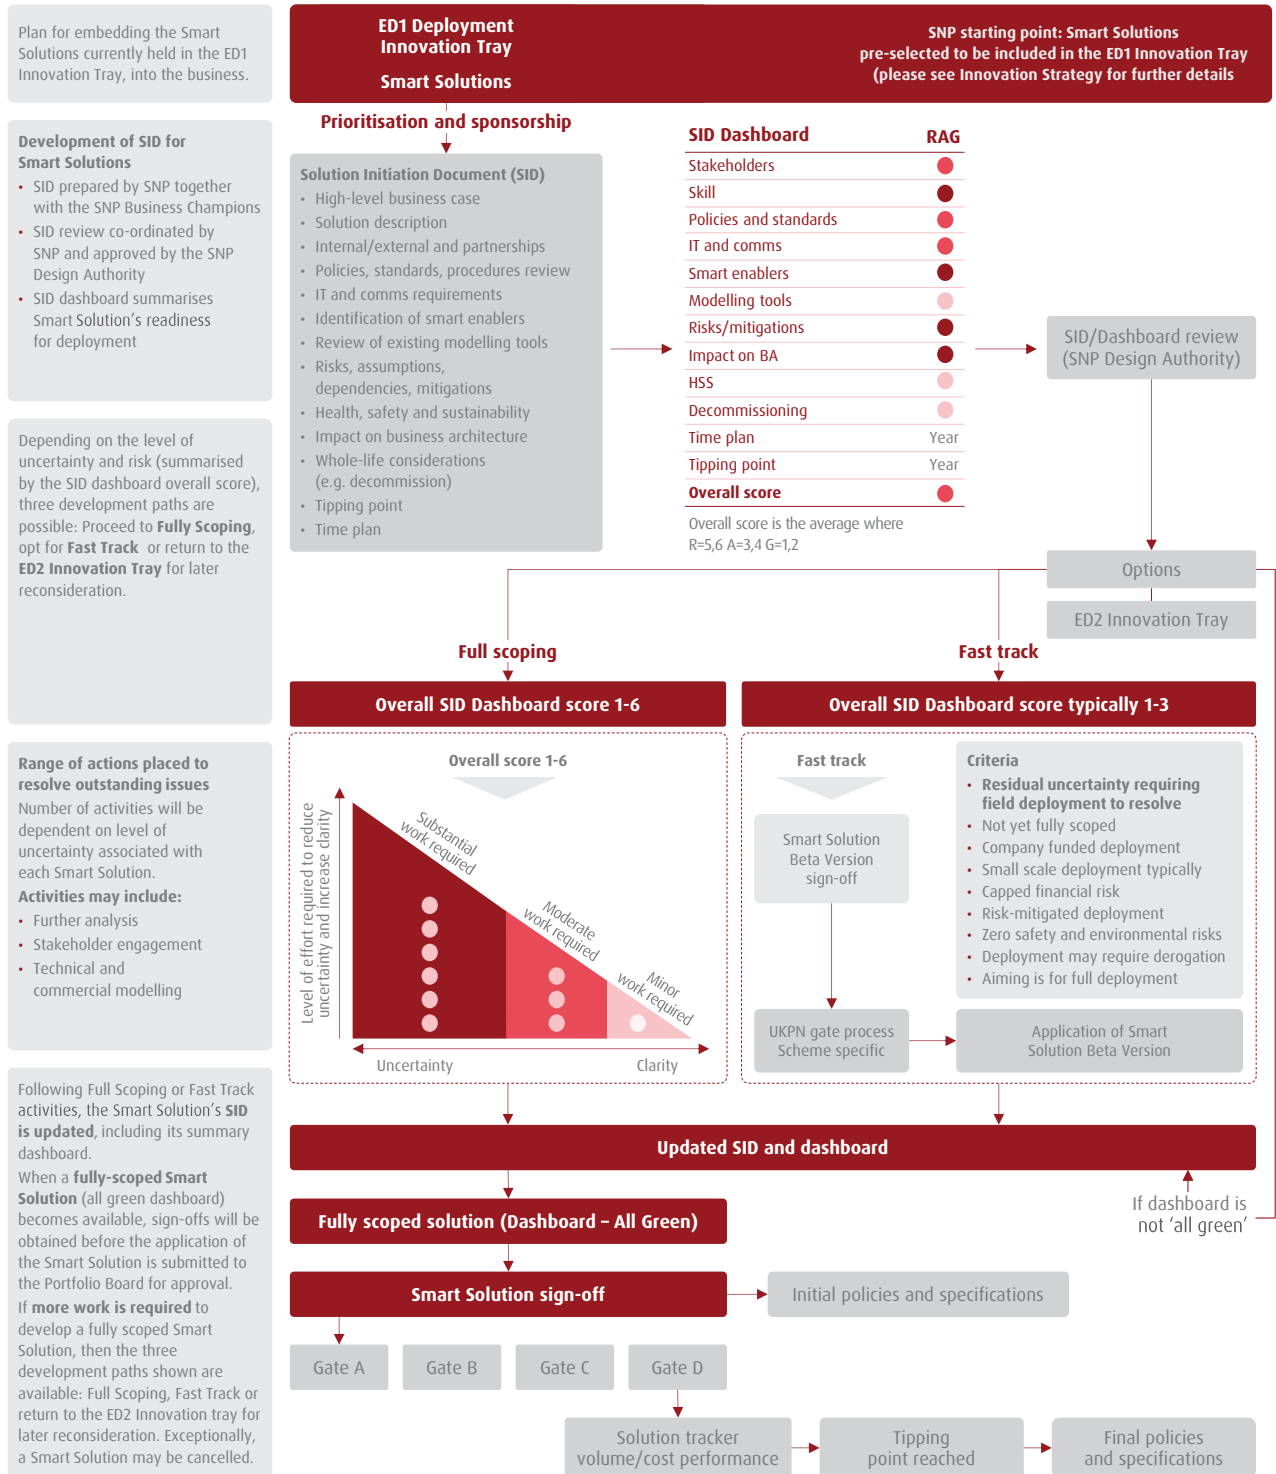 Plan for embedding the Smart
Solutions currently held in the ED1
Innovation Tray, into the business.
ED1 Deployment
Innovation Tray
Smart Solutions
SNP starting point: Smart Solutions
pre-selected to be included in the ED1 Innovation Tray
(please see Innovation Strategy for further details
Development of SID for
Smart Solutions
• SID prepared by SNP together
with the SNP Business Champions
• SID review co-ordinated by
SNP and approved by the SNP
Design Authority
• SID dashboard summarises
Smart Solution's readiness
for deployment
Prioritisation and sponsorship
Solution Initiation Document (SID)
• High-level business case
• Solution description
• Internal/external and partnerships
• Policies, standards, procedures review
• IT and comms requirements
• Identification of smart enablers
• Review of existing modelling tools
• Risks, assumptions,
dependencies, mitigations
• Health, safety and sustainability
• Impact on business architecture
• Whole-life considerations
(e.g. decommission)
• Tipping point
• Time plan
SID Dashboard RAG
Stakeholders
Skill
Policies and standards
IT and comms
Smart enablers
Modelling tools
Risks/mitigations
Impact on BA
HSS
Decommissioning
Time plan Year
Tipping point Year
Overall score
Overall score is the average where
R=5,6 A=3,4 G=1,2
SID/Dashboard review
(SNP Design Authority)
Options
ED2 Innovation Tray
Depending on the level of
uncertainty and risk (summarised
by the SID dashboard overall score),
three development paths are
possible: Proceed to Fully Scoping,
opt for Fast Track or return to the
ED2 Innovation Tray for later
reconsideration.
Full scoping
Fast track
Overall SID Dashboard score 1-6
Overall SID Dashboard score typically 1-3
Range of actions placed to
resolve outstanding issues
Number of activities will be
dependent on level of
uncertainty associated with
each Smart Solution.
Activities may include:
• Further analysis
• Stakeholder engagement
• Technical and
commercial modelling
Overall score 1-6
Level of effort required to reduce
uncertainty and increase clarity
Substantial
work required
Moderate
work required
Minor
work required
Uncertainty
Clarity
Fast track
Smart Solution
Beta Version
sign-off
UKPN gate process
Scheme specific
Criteria
• Residual uncertainty requiring
field deployment to resolve
• Not yet fully scoped
• Company funded deployment
• Small scale deployment typically
• Capped financial risk
• Risk-mitigated deployment
• Zero safety and environmental risks
• Deployment may require derogation
• Aiming is for full deployment
Application of Smart
Solution Beta Version
Following Full Scoping or Fast Track
activities, the Smart Solution's SID
is updated, including its summary
dashboard.
When a fully-scoped Smart
Solution (all green dashboard)
becomes available, sign-offs will be
obtained before the application of
the Smart Solution is submitted to
the Portfolio Board for approval.
If more work is required to
develop a fully scoped Smart
Solution, then the three
development paths shown are
available: Full Scoping, Fast Track or
return to the ED2 Innovation tray for
later reconsideration. Exceptionally,
a Smart Solution may be cancelled.
Updated SID and dashboard
If dashboard is
not 'all green'
Fully scoped solution (Dashboard – All Green)
Smart Solution sign-off
Initial policies and specifications
Gate A
Gate B
Gate C
Gate D
Solution tracker
volume/cost performance
Tipping
point reached
Final policies
and specifications